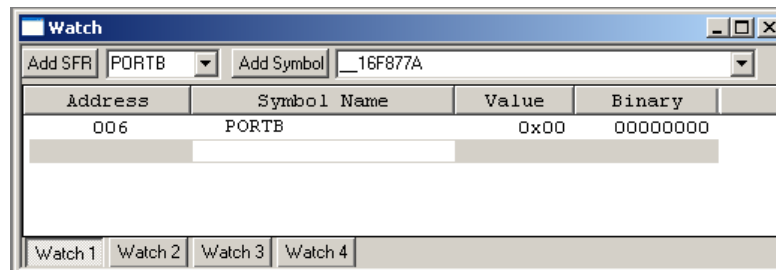 Watch
Add SFR PORTB Add Symbol __16F877A
Address Symbol Name Value Binary
006 PORTB 0x00 00000000
Watch 1 Watch 2 Watch 3 Watch 4